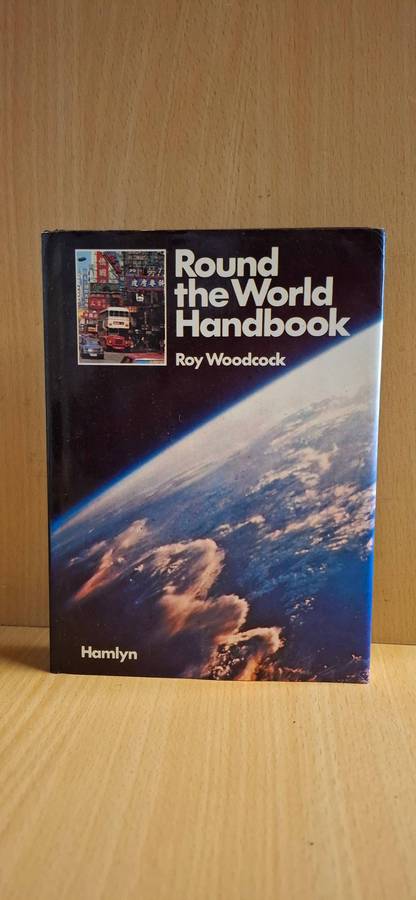 Round
the World
Handbook
Roy Woodcock
Hamlyn